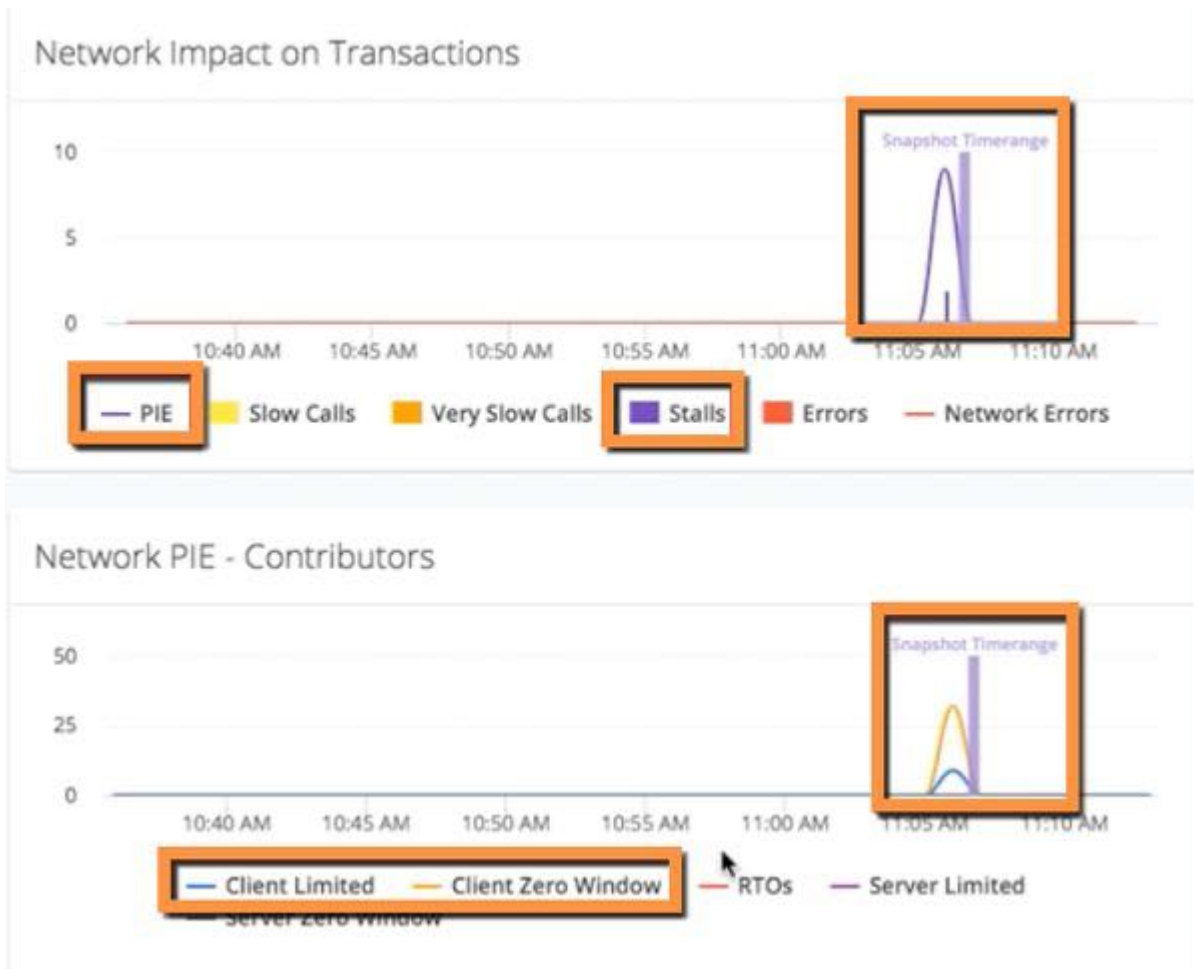 Network Impact on Transactions
Snapshot Timerange
10
5
0
10:40 AM 10:45 AM 10:50 AM 10:55 AM 11:00 AM 11:05 AM 11:10 AM
PIE Slow Calls Very Slow Calls Stalls Errors Network Errors
Network PIE - Contributors
Snapshot Timerange
50
25
0
10:40 AM 10:45 AM 10:50 AM 10:55 AM 11:00 AM 11:05 AM 11:10 AM
Client Limited Client Zero Window RTOs Server Limited
Server Zero Window